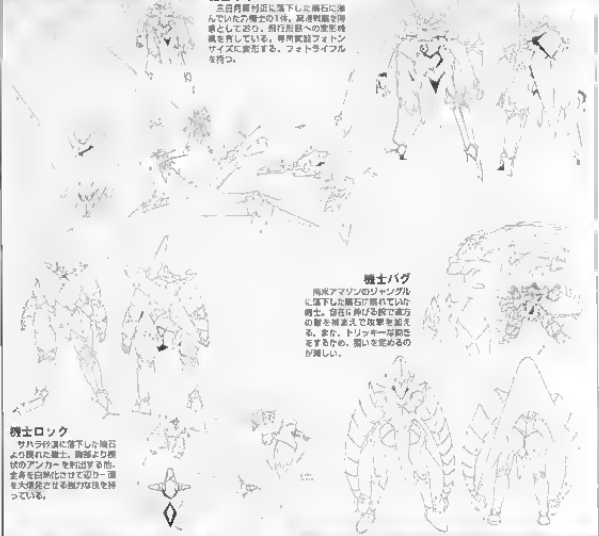 三日月湖付近に落下した隕石に潜
んでいた機士の1体。
としており、飛行形態への変形機
構を有している。専用武器フォトン
サイズに変形する、フォトライフル
を持つ。
機士バグ
南米アマゾンのジャングル
に落下した隕石に隠れていた
機士。自在に伸びる腕で遠方
の敵を捕まえて攻撃を加え
る。また、トリッキーな動き
をするため、狙いを定めるの
が難しい。
機士ロック
サハラ砂漠に落下した隕石
より現れた機士。胸部より
状のアンカーを射出する他、
全身を白熱化させて辺り一面
を大爆発させる強力な技を持
っている。